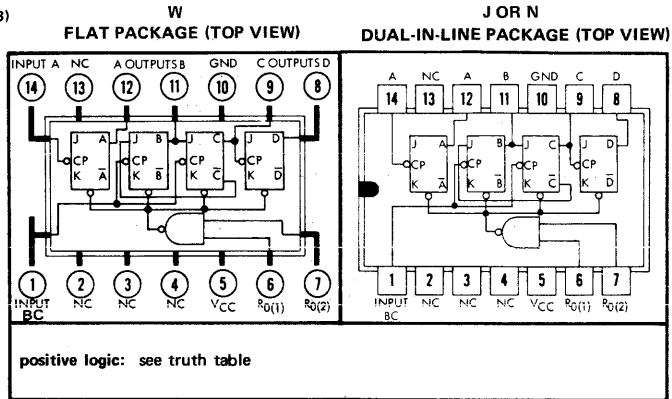 3)
W
FLAT PACKAGE (TOP VIEW)
J OR N
DUAL-IN-LINE PACKAGE (TOP VIEW)
INPUT A NC A OUTPUTS B GND C OUTPUTS D
14 13 12 11 10 9 8
J A J B J C J D
CP CP CP CP
K A̅ K B̅ K C̅ K D̅
1 2 3 4 5 6 7
INPUT BC NC NC NC VCC R0(1) R0(2)
A NC A B GND C D
14 13 12 11 10 9 8
J A J B J C J D
CP CP CP CP
K A̅ K B̅ K C̅ K D̅
1 2 3 4 5 6 7
INPUT BC NC NC NC VCC R0(1) R0(2)
positive logic: see truth table